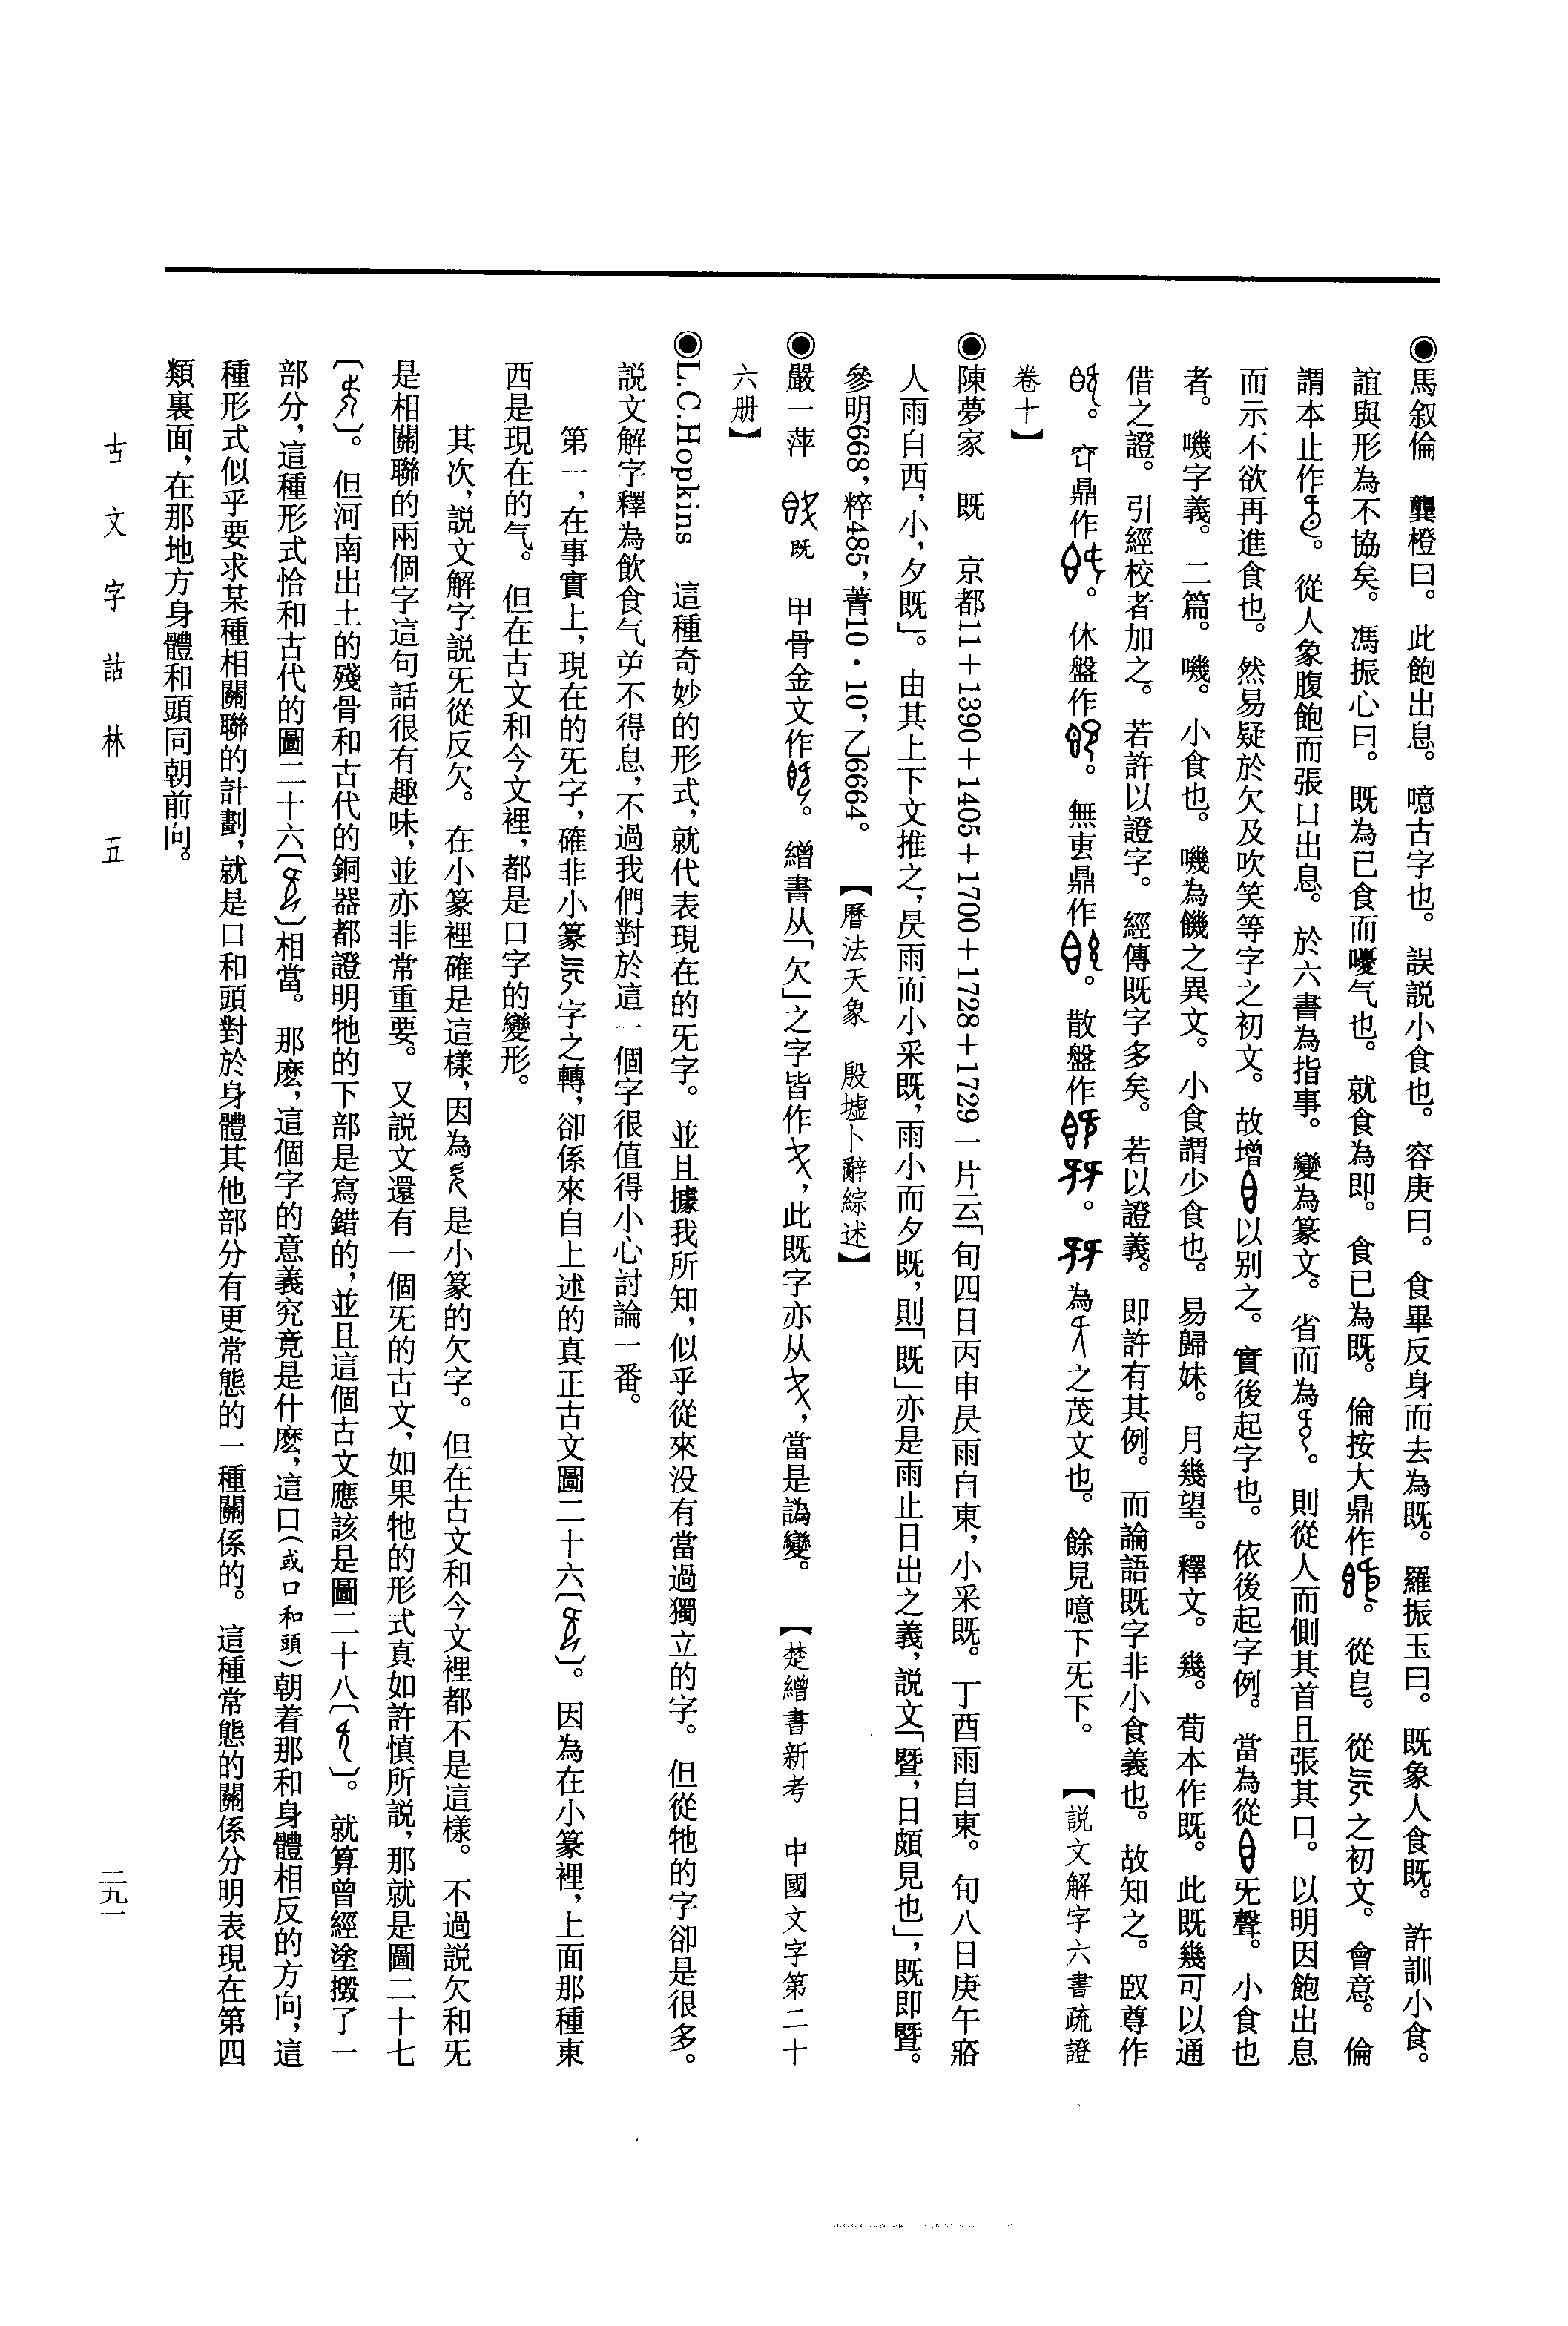 ◉馬叙倫　龔橙曰。此飽出息。噫古字也。誤説小食也。容庚曰。食畢反身而去為既。羅振玉曰。既象人食既。許訓小食。
誼與形為不協矣。馮振心曰。既為已食而嚘气也。就食為即。食已為既。倫按大鼎作。從皀。從之初文。會意。倫
謂本止作。從人象腹飽而張口出息。於六書為指事。變為篆文。省而為。則從人而側其首且張其口。以明因飽出息
而示不欲再進食也。然易疑於欠及吹笑等字之初文。故增以别之。實後起字也。依後起字例。當為從旡聲。小食也
者。嘰字義。二篇。嘰。小食也。嘰為饑之異文。小食謂少食也。易歸妹。月幾望。釋文。幾。荀本作既。此既幾可以通
借之證。引經校者加之。若許以證字。經傳既字多矣。若以證義。即許有其例。而論語既字非小食義也。故知之。㕢尊作
。㝨鼎作。休盤作。無叀鼎作。散盤作。為之茂文也。餘見噫下旡下。【説文解字六書疏證
卷十】
◉陳夢家　既　京都11＋1390＋1405＋1700＋1728＋1729一片云「旬四日丙申昃雨自東，小采既。丁酉雨自東。旬八日庚午
人雨自西，小，夕既」。由其上下文推之，昃雨而小采既，雨小而夕既，則「既」亦是雨止日出之義，説文「暨，日頗見也」，既即暨。
參明668，粹485，菁10·10，乙6664。【曆法天象　殷墟卜辭綜述】
◉嚴一萍　既　甲骨金文作。繒書从「欠」之字皆作，此既字亦从，當是譌變。【楚繒書新考　中國文字第二十
六册】
◉L.C.Hopkins　這種奇妙的形式，就代表現在的旡字。並且據我所知，似乎從來没有當過獨立的字。但從牠的字卻是很多。
説文解字釋為飲食气屰不得息，不過我們對於這一個字很值得小心討論一番。
第一，在事實上，現在的旡字，確非小篆字之轉，卻係來自上述的真正古文圖二十六〔〕。因為在小篆裡，上面那種東
西是現在的气。但在古文和今文裡，都是口字的變形。
其次，説文解字説旡從反欠。在小篆裡確是這樣，因為是小篆的欠字。但在古文和今文裡都不是這樣。不過説欠和旡
是相關聯的兩個字這句話很有趣味，並亦非常重要。又説文還有一個旡的古文，如果牠的形式真如許慎所説，那就是圖二十七
〔〕。但河南出土的殘骨和古代的銅器都證明牠的下部是寫錯的，並且這個古文應該是圖二十八〔〕。就算曾經塗搬了一
部分，這種形式恰和古代的圖二十六〔〕相當。那麽，這個字的意義究竟是什麽，這口（或口和頭）朝着那和身體相反的方向，這
種形式似乎要求某種相關聯的計劃，就是口和頭對於身體其他部分有更常態的一種關係的。這種常態的關係分明表現在第四
類裏面，在那地方身體和頭同朝前向。
古文字詁林　五
二九一